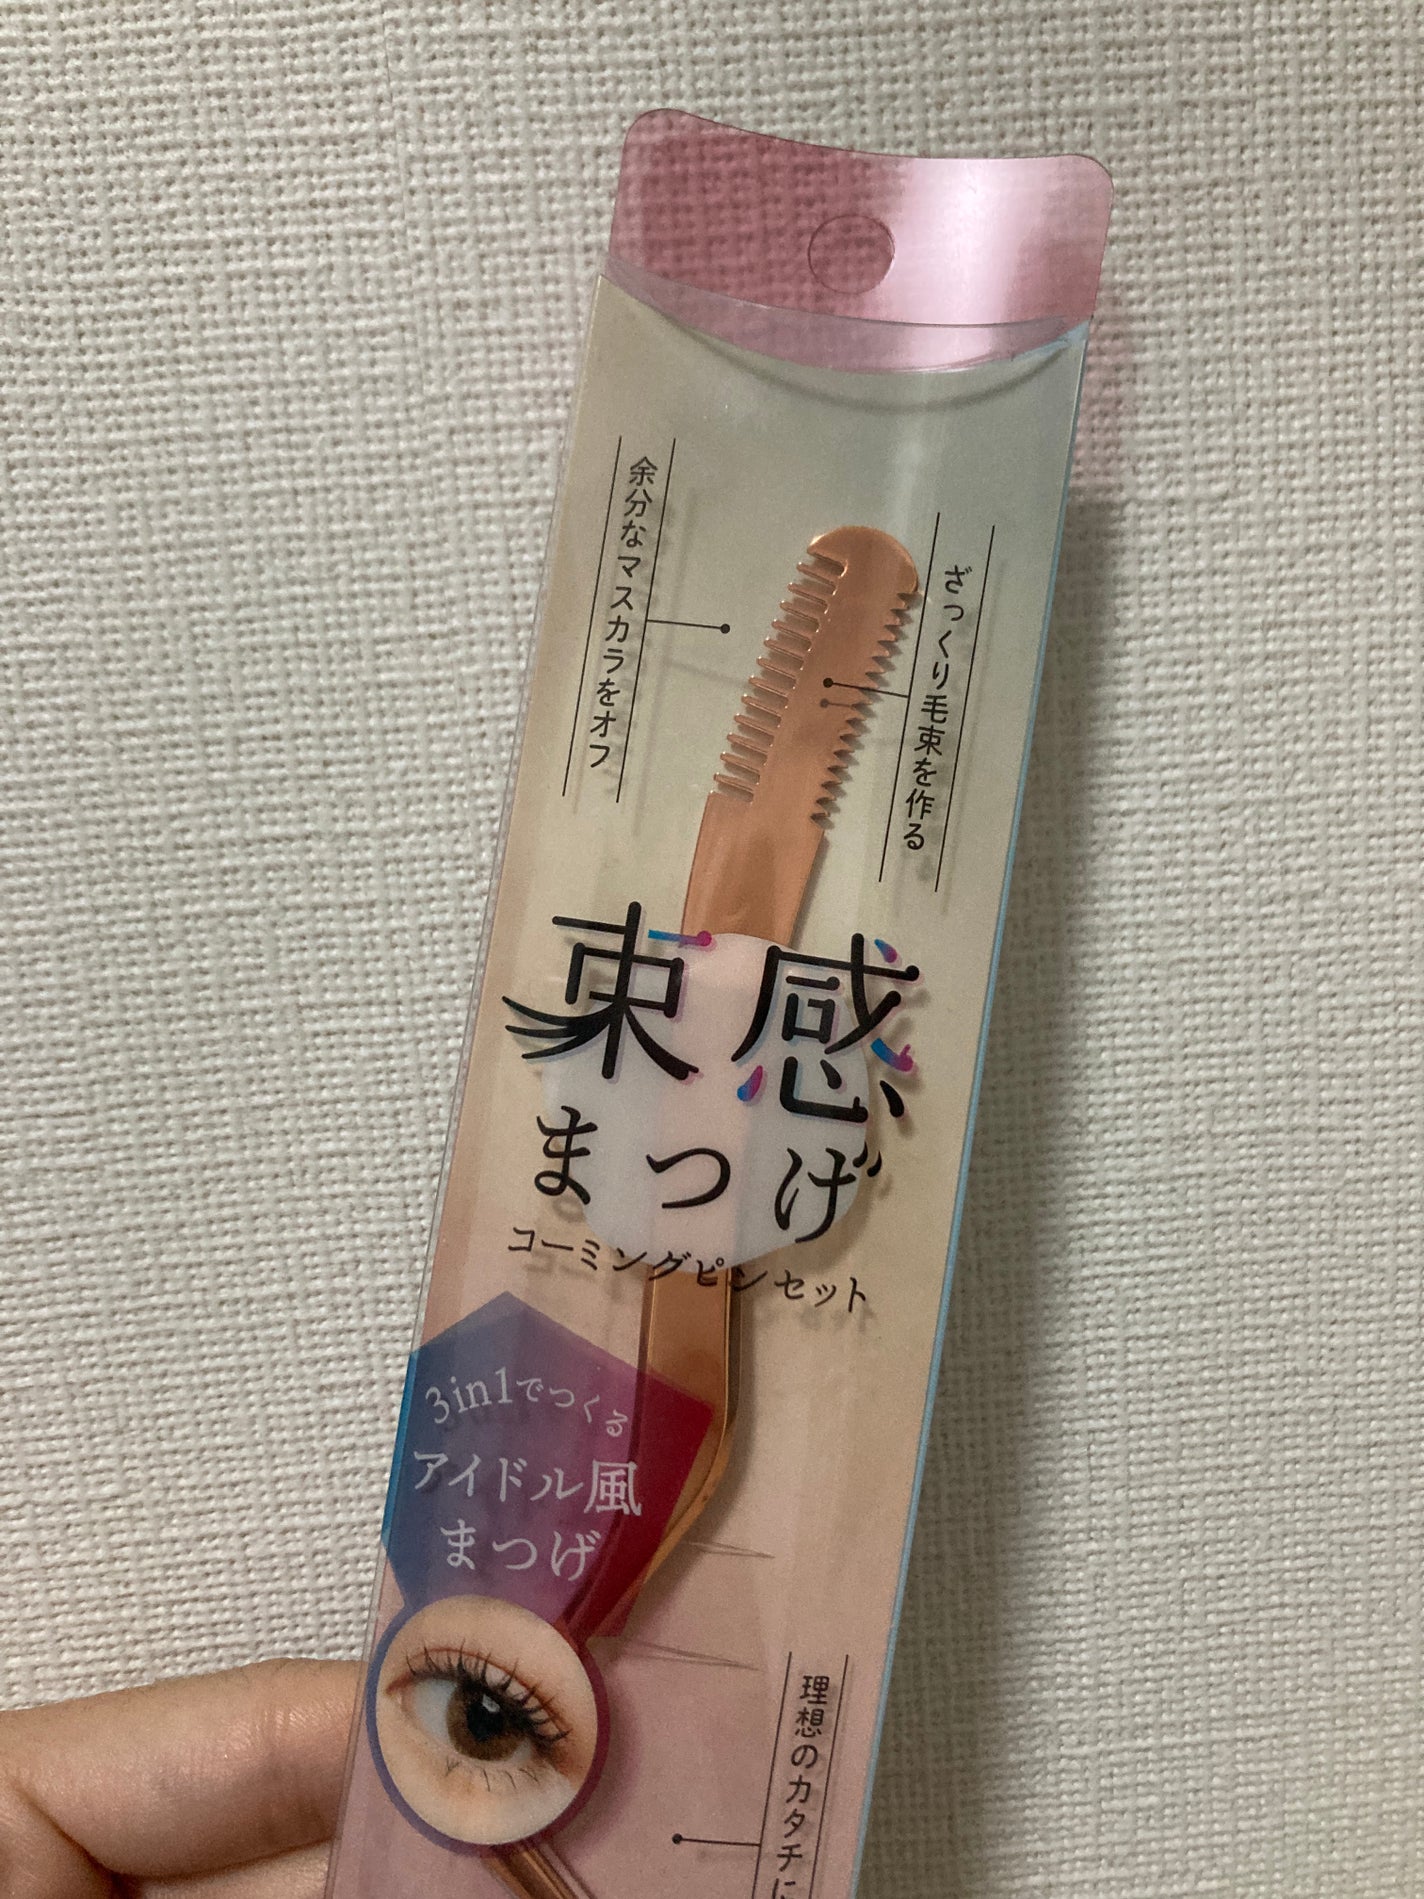 余分なマスカラをオフ
ざっくり毛束を作る
束感
まつげ
コーミングピンセット
3in1でつくる
アイドル風
まつげ
理想のカタチに